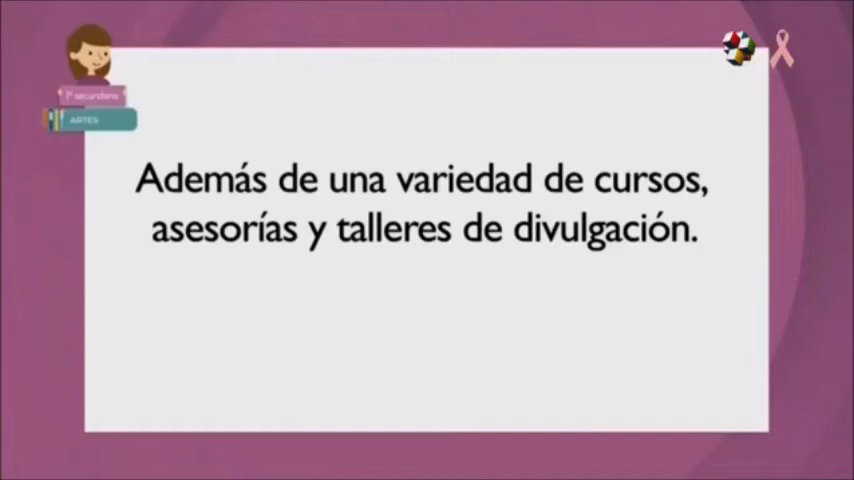 1° secundaria
ARTES
Además de una variedad de cursos,
asesorías y talleres de divulgación.